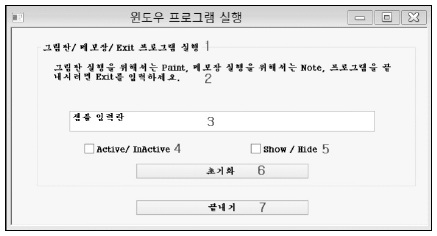 윈도우 프로그램 실행
그림판/ 메모장/ Exit 프로그램 실행 1
그림판 실행을 위해서는 Paint, 메모장 실행을 위해서는 Note, 프로그램을 끝
내시려면 Exit를 입력하세요. 2
샘플 입력란 3
Active/ InActive 4 Show / Hide 5
초기화 6
끝내기 7